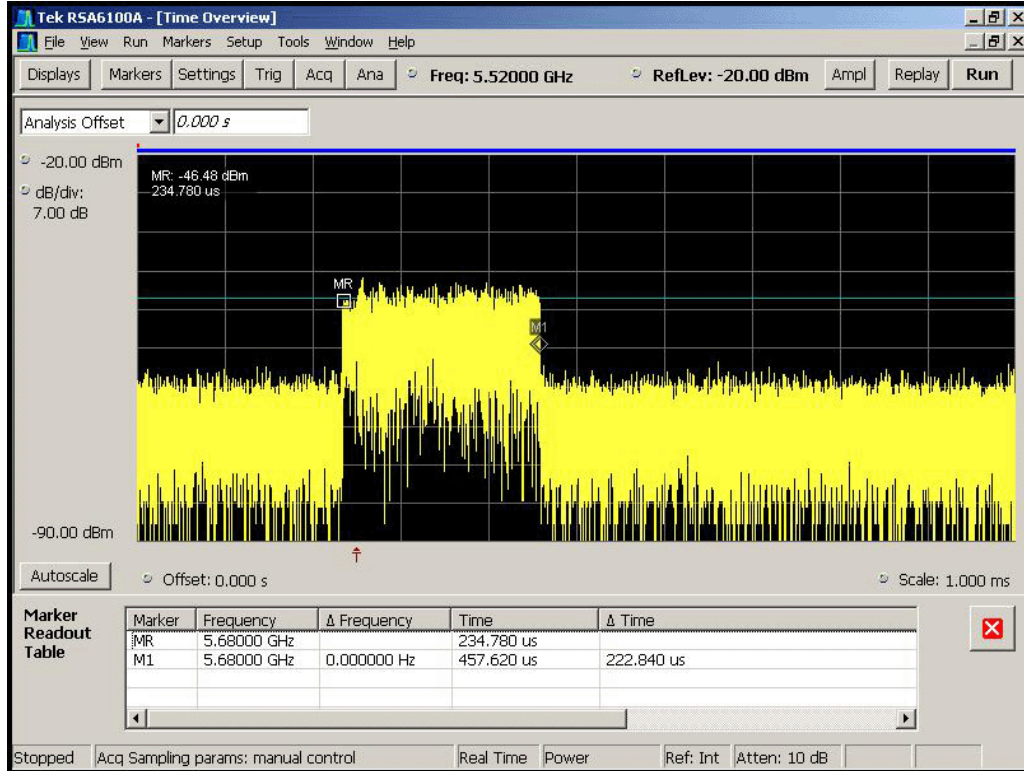 Tek RSA6100A - [Time Overview]
File View Run Markers Setup Tools Window Help
Displays Markers Settings Trig Acq Ana Freq: 5.52000 GHz RefLev: -20.00 dBm Ampl Replay Run
Analysis Offset 0.000 s
-20.00 dBm
MR: -46.48 dBm
dB/div:
234.780 us
7.00 dB
MR
M1
-90.00 dBm
Autoscale Offset: 0.000 s Scale: 1.000 ms
Marker Readout Table
Marker Frequency Δ Frequency Time Δ Time
MR 5.68000 GHz 234.780 us
M1 5.68000 GHz 0.000000 Hz 457.620 us 222.840 us
Stopped Acq Sampling params: manual control Real Time Power Ref: Int Atten: 10 dB